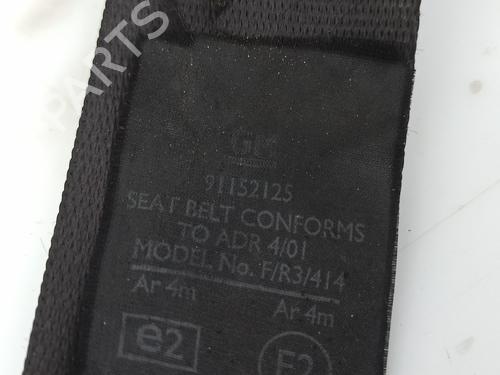 GM
91152125
SEAT BELT CONFORMS
TO ADR 4/01
MODEL No. F/R3/414
Ar 4m Ar 4m
e2 E2